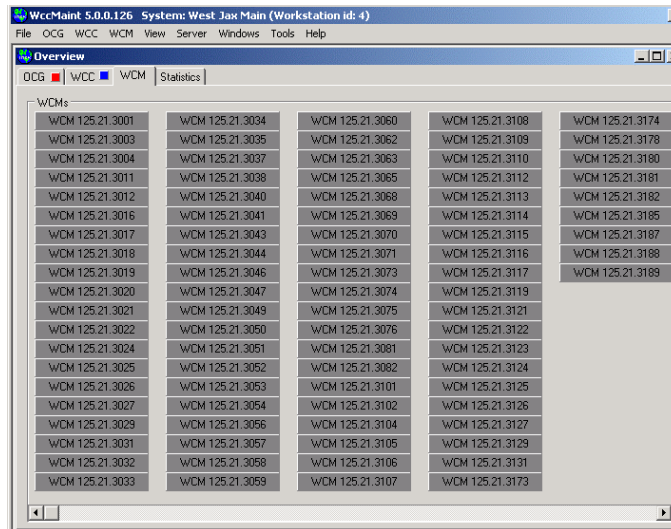 WccMaint 5.0.0.126 System: West Jax Main (Workstation id: 4)
File OCG WCC WCM View Server Windows Tools Help
Overview
OCG WCC WCM Statistics
WCMs
WCM 125.21.3001 WCM 125.21.3034 WCM 125.21.3060 WCM 125.21.3108 WCM 125.21.3174
WCM 125.21.3003 WCM 125.21.3035 WCM 125.21.3062 WCM 125.21.3109 WCM 125.21.3178
WCM 125.21.3004 WCM 125.21.3037 WCM 125.21.3063 WCM 125.21.3110 WCM 125.21.3180
WCM 125.21.3011 WCM 125.21.3038 WCM 125.21.3065 WCM 125.21.3112 WCM 125.21.3181
WCM 125.21.3012 WCM 125.21.3040 WCM 125.21.3068 WCM 125.21.3113 WCM 125.21.3182
WCM 125.21.3016 WCM 125.21.3041 WCM 125.21.3069 WCM 125.21.3114 WCM 125.21.3185
WCM 125.21.3017 WCM 125.21.3043 WCM 125.21.3070 WCM 125.21.3115 WCM 125.21.3187
WCM 125.21.3018 WCM 125.21.3044 WCM 125.21.3071 WCM 125.21.3116 WCM 125.21.3188
WCM 125.21.3019 WCM 125.21.3046 WCM 125.21.3073 WCM 125.21.3117 WCM 125.21.3189
WCM 125.21.3020 WCM 125.21.3047 WCM 125.21.3074 WCM 125.21.3119
WCM 125.21.3021 WCM 125.21.3049 WCM 125.21.3075 WCM 125.21.3121
WCM 125.21.3022 WCM 125.21.3050 WCM 125.21.3076 WCM 125.21.3122
WCM 125.21.3024 WCM 125.21.3051 WCM 125.21.3081 WCM 125.21.3123
WCM 125.21.3025 WCM 125.21.3052 WCM 125.21.3082 WCM 125.21.3124
WCM 125.21.3026 WCM 125.21.3053 WCM 125.21.3101 WCM 125.21.3125
WCM 125.21.3027 WCM 125.21.3054 WCM 125.21.3102 WCM 125.21.3126
WCM 125.21.3029 WCM 125.21.3056 WCM 125.21.3104 WCM 125.21.3127
WCM 125.21.3031 WCM 125.21.3057 WCM 125.21.3105 WCM 125.21.3129
WCM 125.21.3032 WCM 125.21.3058 WCM 125.21.3106 WCM 125.21.3131
WCM 125.21.3033 WCM 125.21.3059 WCM 125.21.3107 WCM 125.21.3173